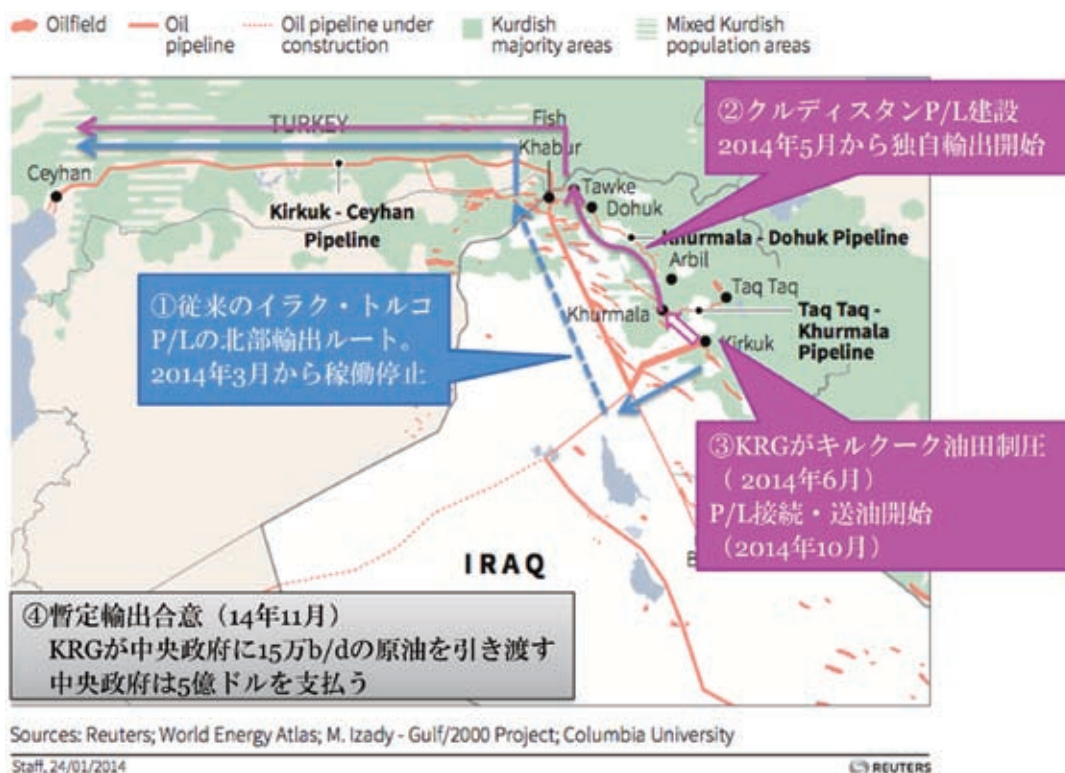 Oilfield
Oil
pipeline
Oil pipeline under
construction
Kurdish
majority areas
Mixed Kurdish
population areas
②クルディスタンP/L建設
2014年5月から独自輸出開始
TURKEY
Fish
Khabur
Ceyhan
Tawke
Dohuk
Kirkuk - Ceyhan
Pipeline
Khurmala - Dohuk Pipeline
Arbil
Taq Taq
Khurmala
Taq Taq -
Khurmala
Pipeline
Kirkuk
①従来のイラク・トルコ
P/Lの北部輸出ルート。
2014年3月から稼働停止
③KRGがキルクーク油田制圧
( 2014年6月)
P/L接続・送油開始
(2014年10月)
IRAQ
④暫定輸出合意（14年11月）
KRGが中央政府に15万b/dの原油を引き渡す
中央政府は5億ドルを支払う
Sources: Reuters; World Energy Atlas; M. Izady - Gulf/2000 Project; Columbia University
Staff, 24/01/2014
REUTERS